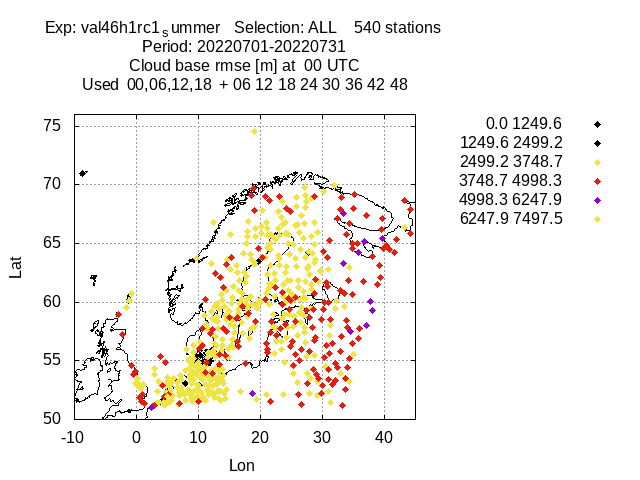 Exp: val46h1rc1summer Selection: ALL 540 stations
Period: 20220701-20220731
Cloud base rmse [m] at 00 UTC
Used 00,06,12,18 + 06 12 18 24 30 36 42 48
0.0 1249.6
1249.6 2499.2
2499.2 3748.7
3748.7 4998.3
4998.3 6247.9
6247.9 7497.5
75
70
65
60
55
50
Lat
-10 0 10 20 30 40
Lon